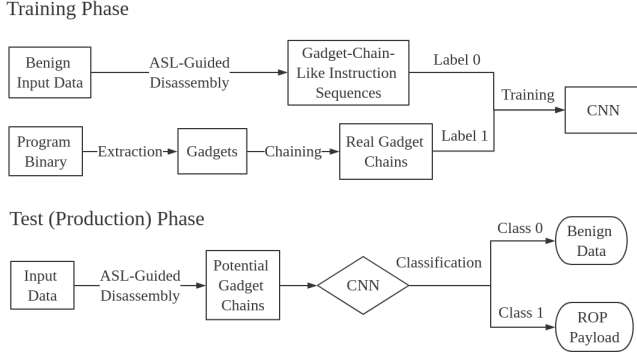 Training Phase
Benign
Input Data
ASL-Guided
Disassembly
Gadget-Chain-
Like Instruction
Sequences
Label 0
Training
CNN
Program
Binary
Extraction
Gadgets
Chaining
Real Gadget
Chains
Label 1
Test (Production) Phase
Input
Data
ASL-Guided
Disassembly
Potential
Gadget
Chains
CNN
Classification
Class 0
Benign
Data
Class 1
ROP
Payload